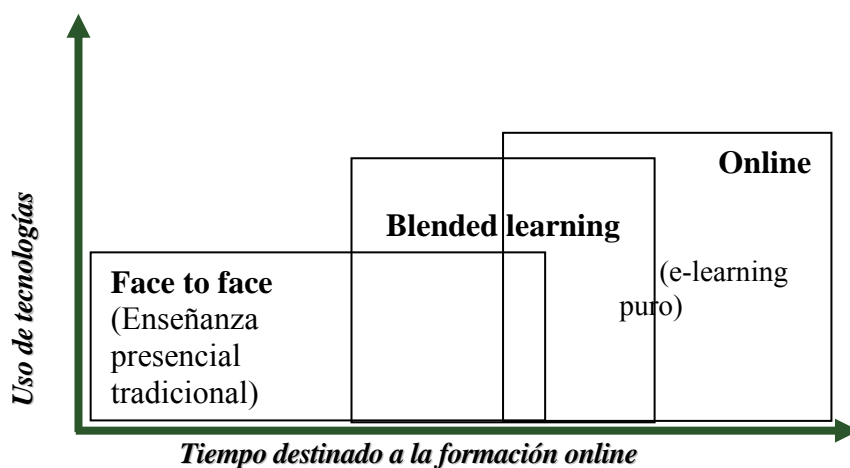 Uso de tecnologías
Online
Blended learning
(e-learning
puro)
Face to face
(Enseñanza
presencial
tradicional)
Tiempo destinado a la formación online